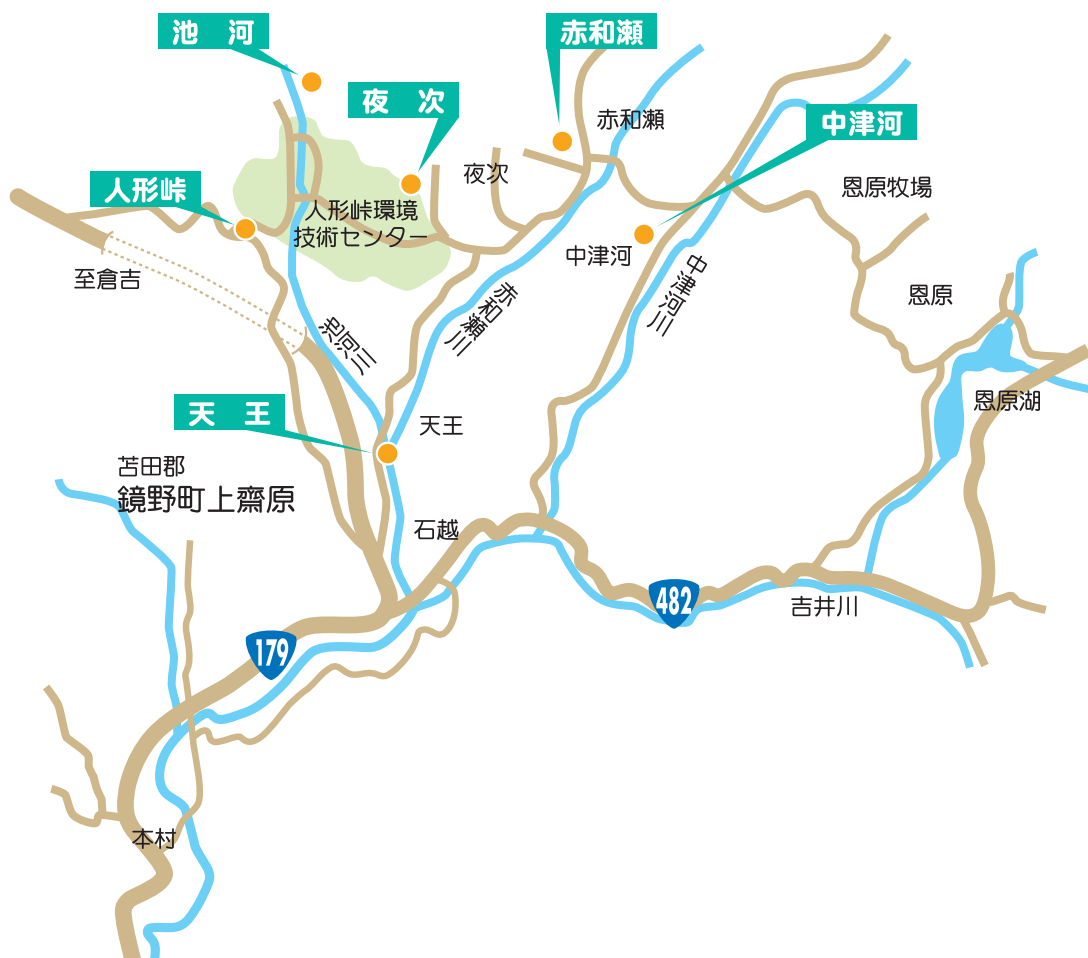 池　河
赤和瀬
夜　次
赤和瀬
中津河
夜次
人形峠
恩原牧場
人形峠環境
技術センター
中津河
至倉吉
中津河川
恩原
赤和瀬川
池河川
恩原湖
天　王
天王
苫田郡
鏡野町上齋原
石越
482
吉井川
179
本村